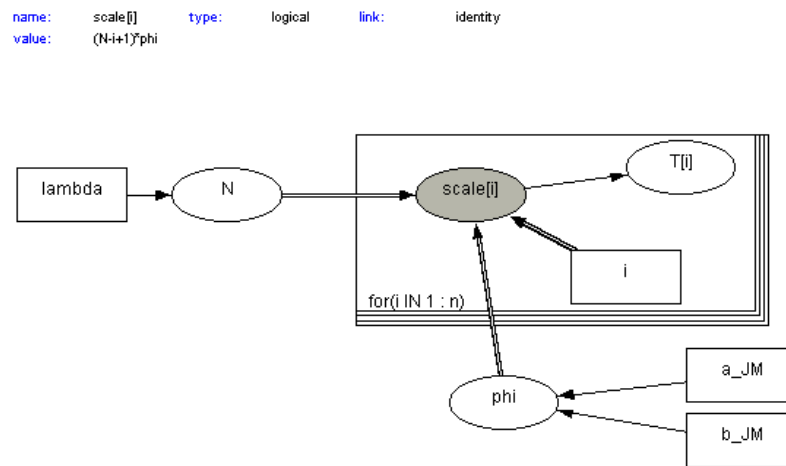 name: scale[i] type: logical link: identity
value: (N-i+1)*phi
T[i]
lambda N scale[i]
i
for(i IN 1 : n)
a_JM
phi
b_JM